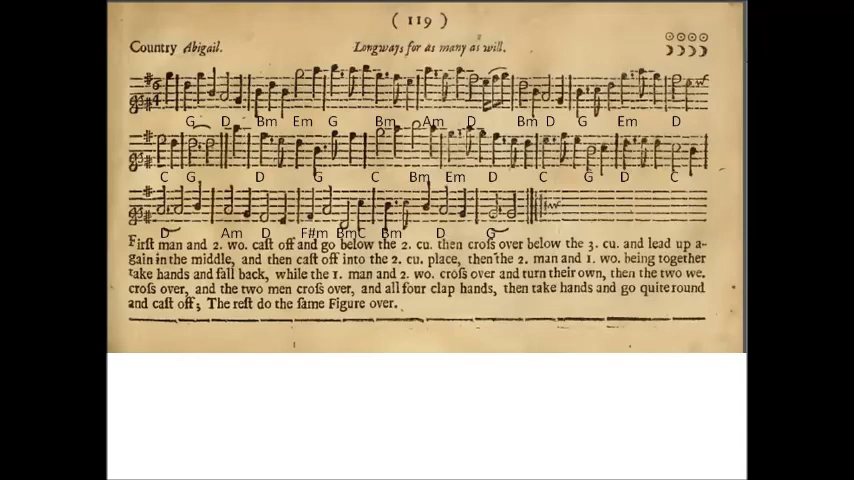 ( 119 )
Country Abigail. Longways for as many as will.
G D Bm Em G Bm Am D Bm D G Em D
C G D G C Bm Em D C G D C
D Am D F#m Bm C Bm D G
Firſt man and 2. wo. caſt off and go below the 2. cu. then croſs over below the 3. cu. and lead up a-
gain in the middle, and then caſt off into the 2. cu. place, then the 2. man and 1. wo. being together
take hands and fall back, while the 1. man and 2. wo. croſs over and turn their own, then the two we.
croſs over, and the two men croſs over, and all four clap hands, then take hands and go quite round
and caſt off; The reſt do the ſame Figure over.